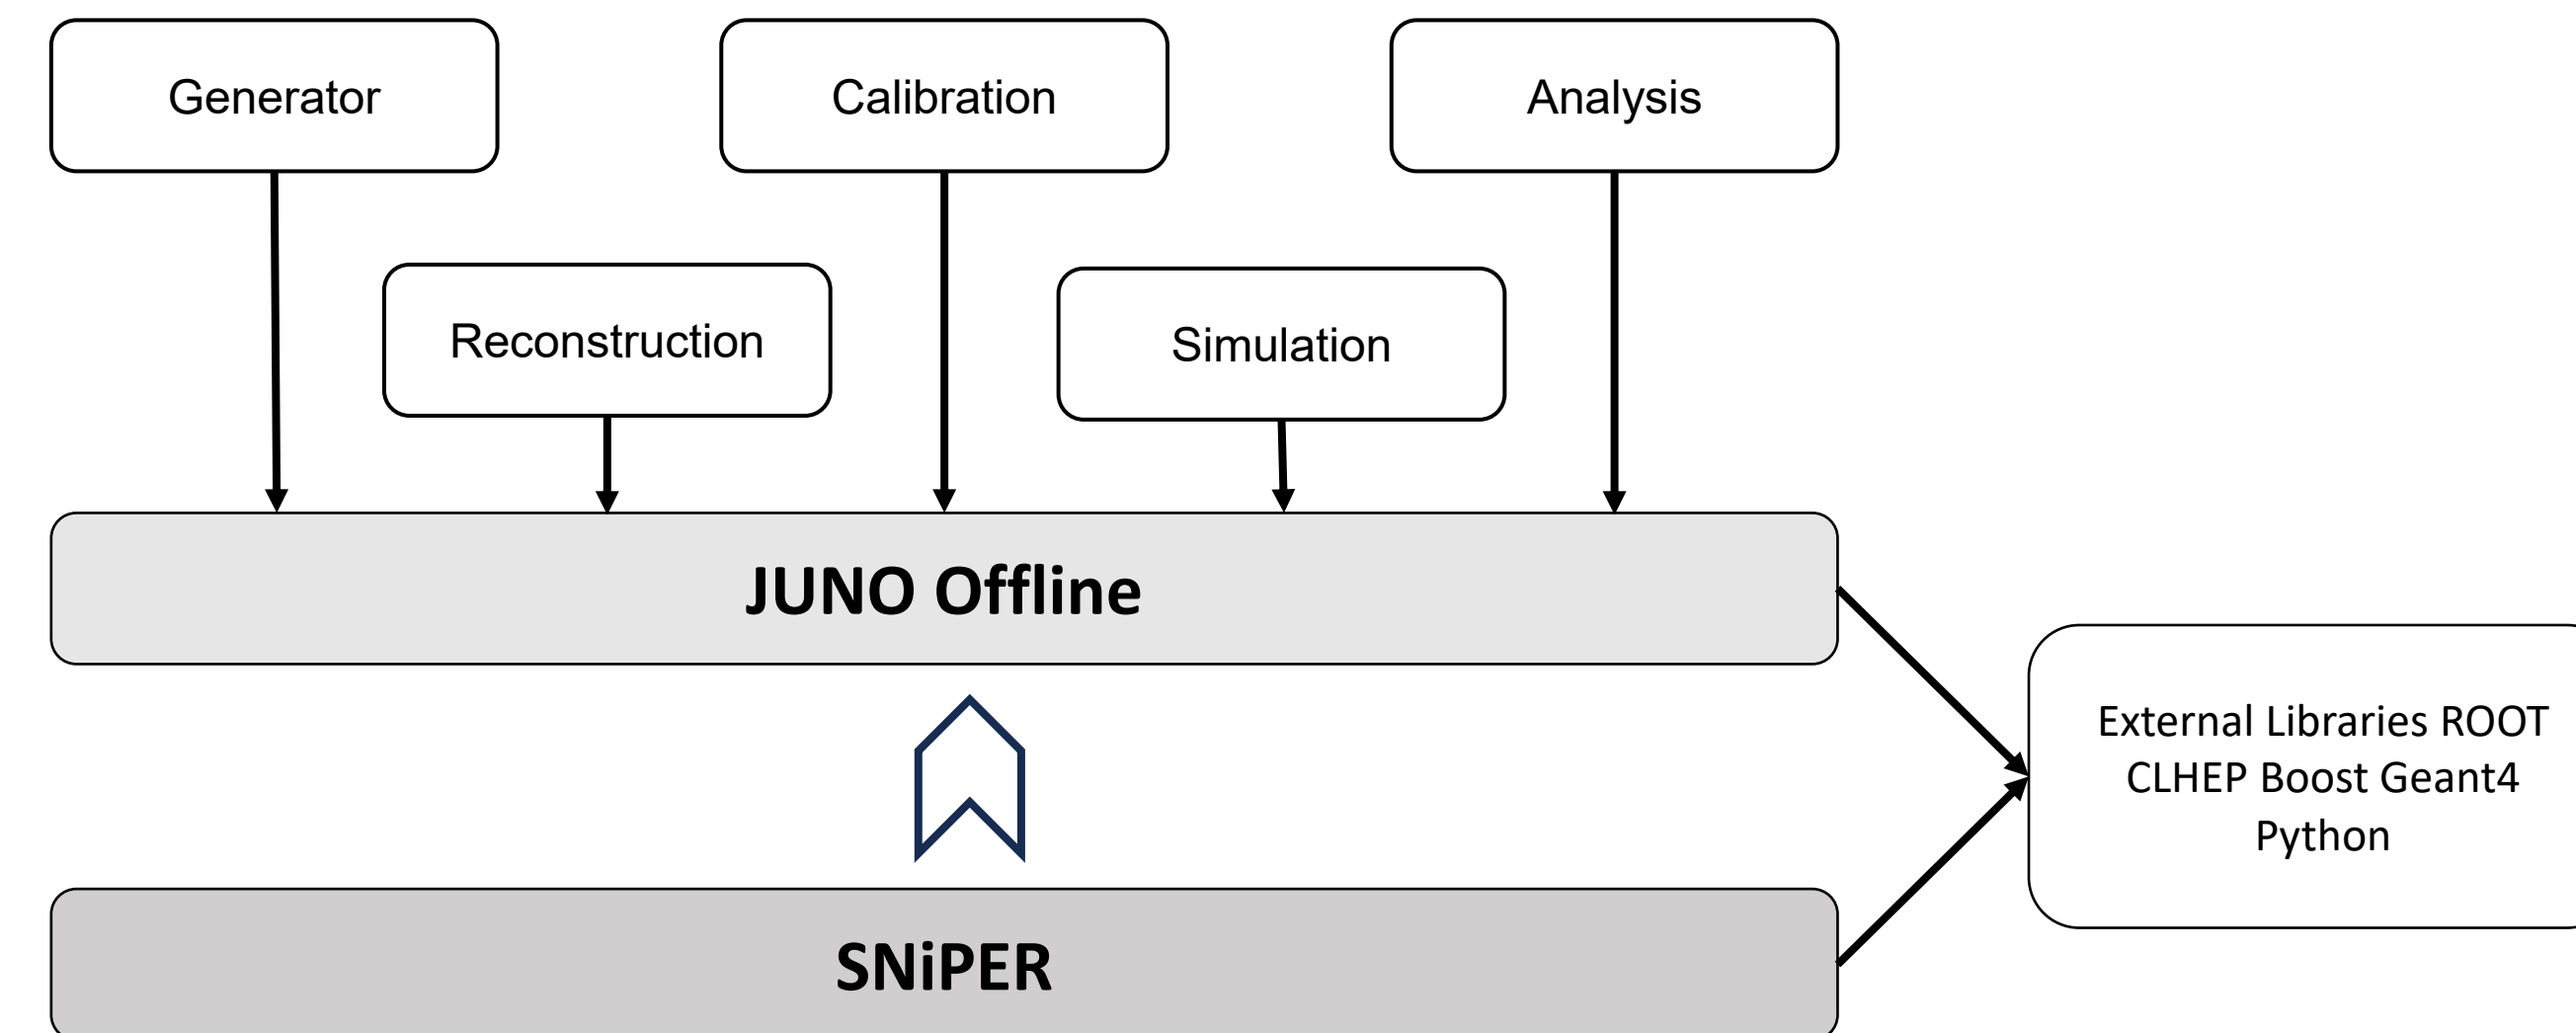 Generator
Calibration
Analysis
Reconstruction
Simulation
JUNO Offline
External Libraries ROOT
CLHEP Boost Geant4
Python
SNiPER